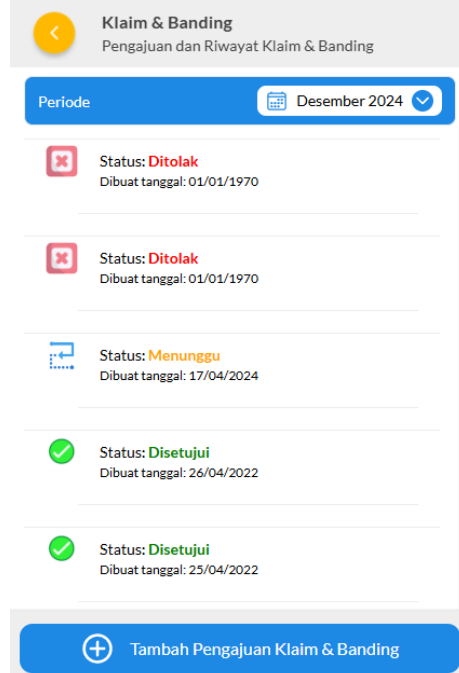 Klaim & Banding
Pengajuan dan Riwayat Klaim & Banding
Periode
Desember 2024
Status: Ditolak
Dibuat tanggal: 01/01/1970
Status: Ditolak
Dibuat tanggal: 01/01/1970
Status: Menunggu
Dibuat tanggal: 17/04/2024
Status: Disetujui
Dibuat tanggal: 26/04/2022
Status: Disetujui
Dibuat tanggal: 25/04/2022
Tambah Pengajuan Klaim & Banding